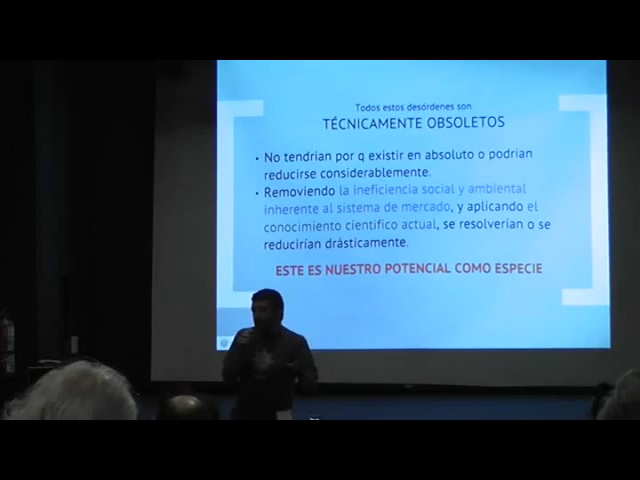 Todos estos desórdenes son
TÉCNICAMENTE OBSOLETOS
• No tendrían por q existir en absoluto o podrían
reducirse considerablemente.
• Removiendo la ineficiencia social y ambiental
inherente al sistema de mercado, y aplicando el
conocimiento científico actual, se resolverían o se
reducirían drásticamente.
ESTE ES NUESTRO POTENCIAL COMO ESPECIE